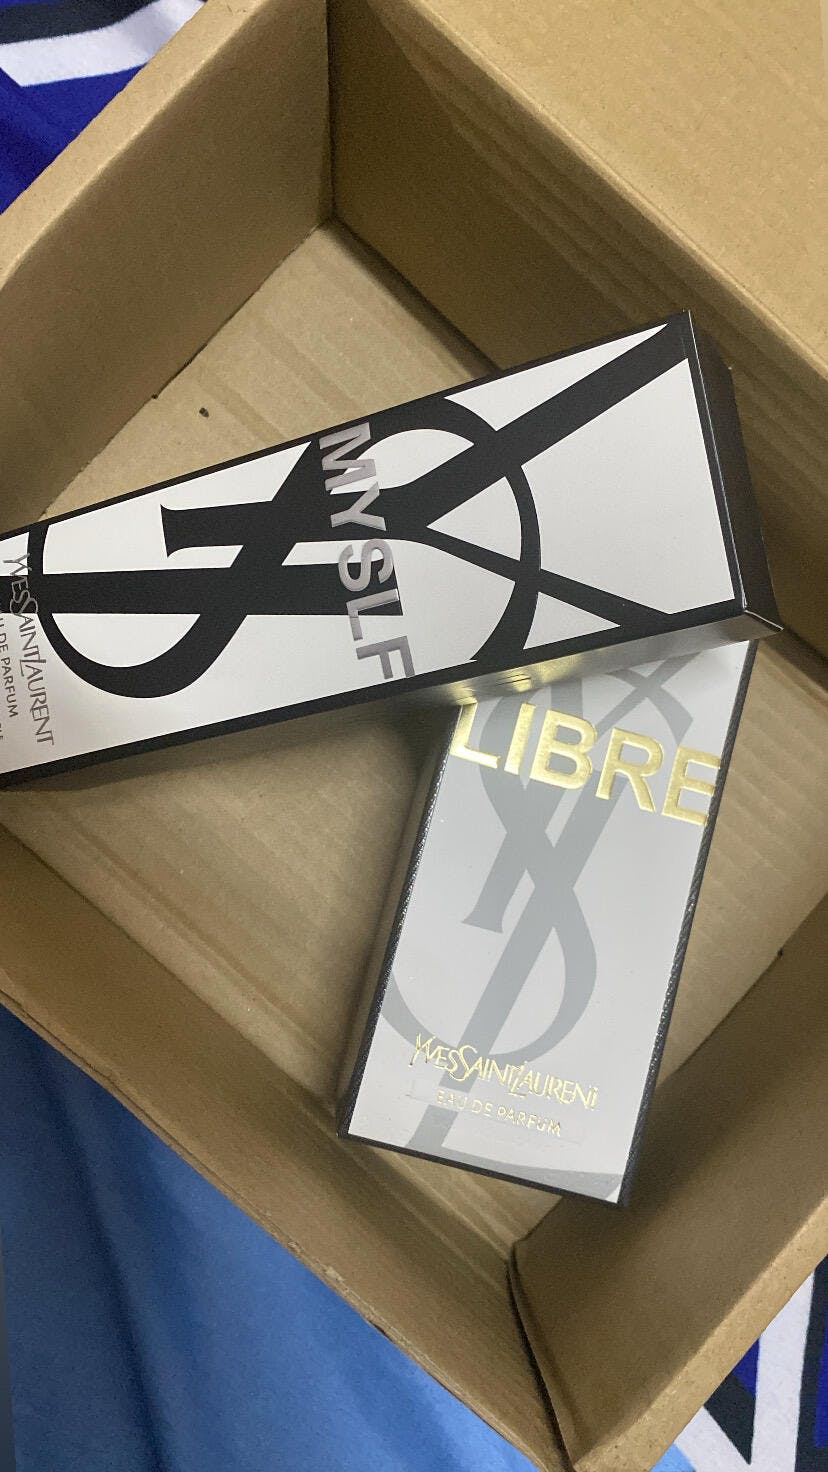 MYSLF
YVESSAINTLAURENT
EAU DE PARFUM
LIBRE
YVESSAINTLAURENT
EAU DE PARFUM